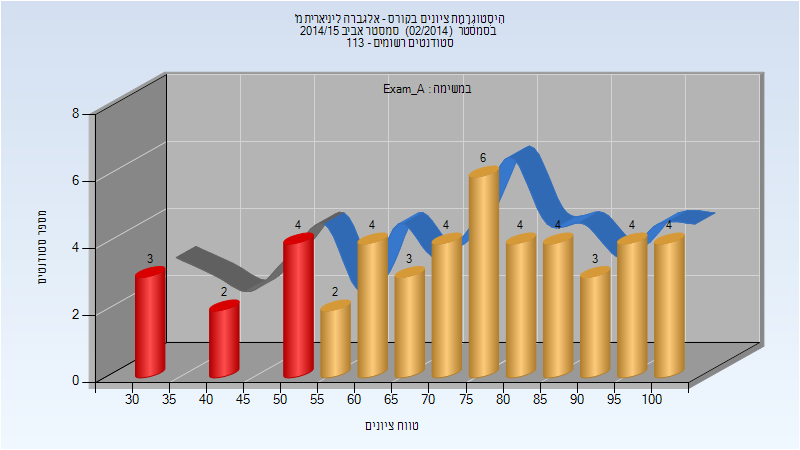 היסטוגרמת ציונים בקורס - אלגברה ליניארית מ'
בסמסטר (02/2014) סמסטר אביב 2014/15
סטודנטים רשומים - 113
במשימה : Exam_A
מספר סטודנטים
8
6
4
2
0
3
2
4
2
4
3
4
6
4
4
3
4
4
30 35 40 45 50 55 60 65 70 75 80 85 90 95 100
טווח ציונים